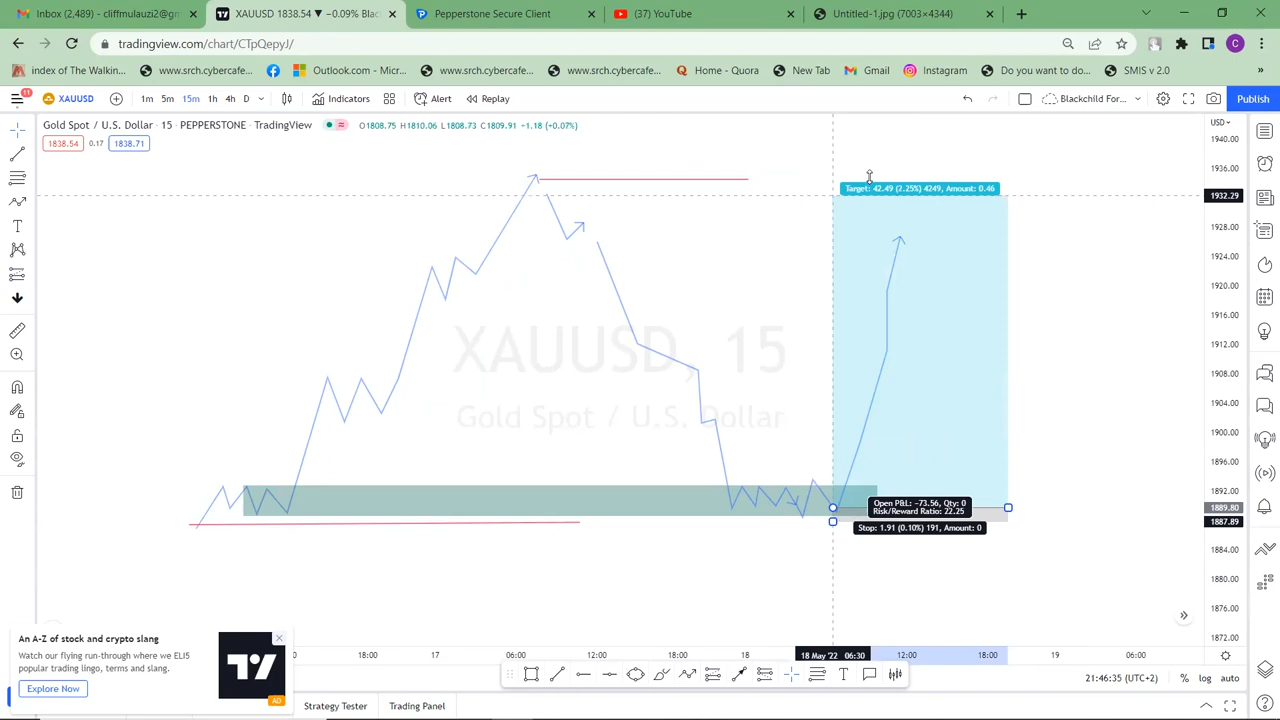 Inbox (2,489) - cliffmulauzi2@gm
XAUUSD 1838.54 ▼ −0.09% Blac
Pepperstone Secure Client
(37) YouTube
Untitled-1.jpg (7003×4344)
tradingview.com/chart/CTpQepyJ/
index of The Walkin...
www.srch.cybercafe...
Outlook.com - Micr...
www.srch.cybercafe...
www.srch.cybercafe...
Home - Quora
New Tab
Gmail
Instagram
Do you want to do...
SMIS v 2.0
11
XAUUSD
1m 5m 15m 1h 4h D
Indicators
Alert
Replay
Blackchild For...
Publish
Gold Spot / U.S. Dollar · 15 · PEPPERSTONE · TradingView
O1808.75 H1810.06 L1808.73 C1809.91 +1.18 (+0.07%)
1838.54 0.17 1838.71
USD
1940.00
1936.00
1932.29
1928.00
1924.00
1920.00
1916.00
1912.00
1908.00
1904.00
1900.00
1896.00
1892.00
1889.80
1887.89
1884.00
1880.00
1876.00
1872.00
Target: 42.49 (2.25%) 4249, Amount: 0.46
XAUUSD, 15
Gold Spot / U.S. Dollar
Open P&L: −73.56, Qty: 0
Risk/Reward Ratio: 22.25
Stop: 1.91 (0.10%) 191, Amount: 0
An A-Z of stock and crypto slang
Watch our flying run-through where we ELI5
popular trading lingo, terms and slang.
Explore Now
AD
18:00 17 06:00 12:00 18:00 18 18 May '22 06:30 12:00 18:00 19 06:00
21:46:35 (UTC+2)
% log auto
Strategy Tester
Trading Panel